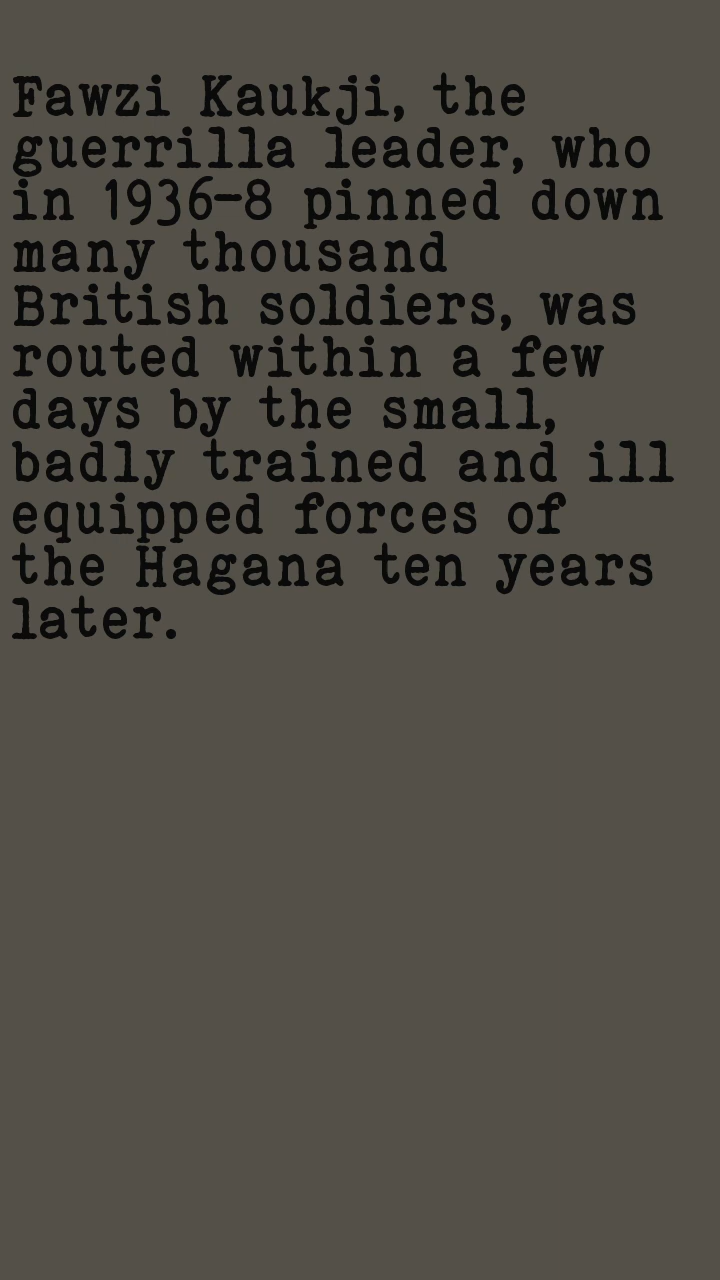 Fawzi Kaukji, the
guerrilla leader, who
in 1936-8 pinned down
many thousand
British soldiers, was
routed within a few
days by the small,
badly trained and ill
equipped forces of
the Hagana ten years
later.